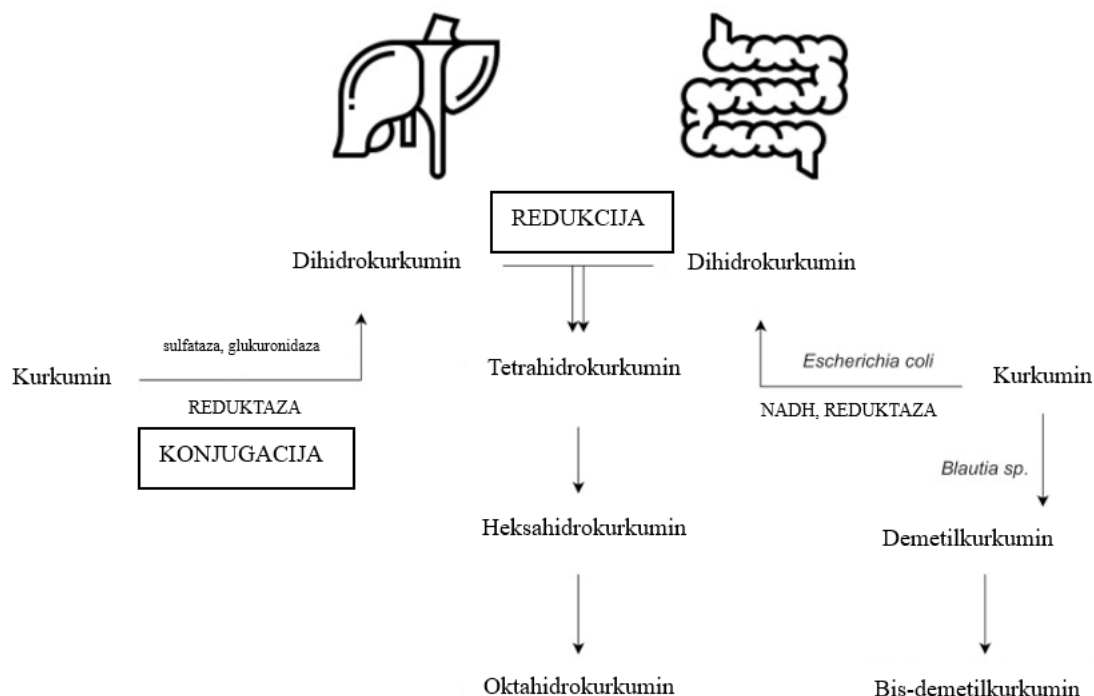 REDUKCIJA
Dihidrokurkumin
Dihidrokurkumin
sulfataza, glukuronidaza
Kurkumin
REDUKTAZA
KONJUGACIJA
Tetrahidrokurkumin
Escherichia coli
Kurkumin
NADH, REDUKTAZA
Blautia sp.
Heksahidrokurkumin
Demetilkurkumin
Oktahidrokurkumin
Bis-demetilkurkumin